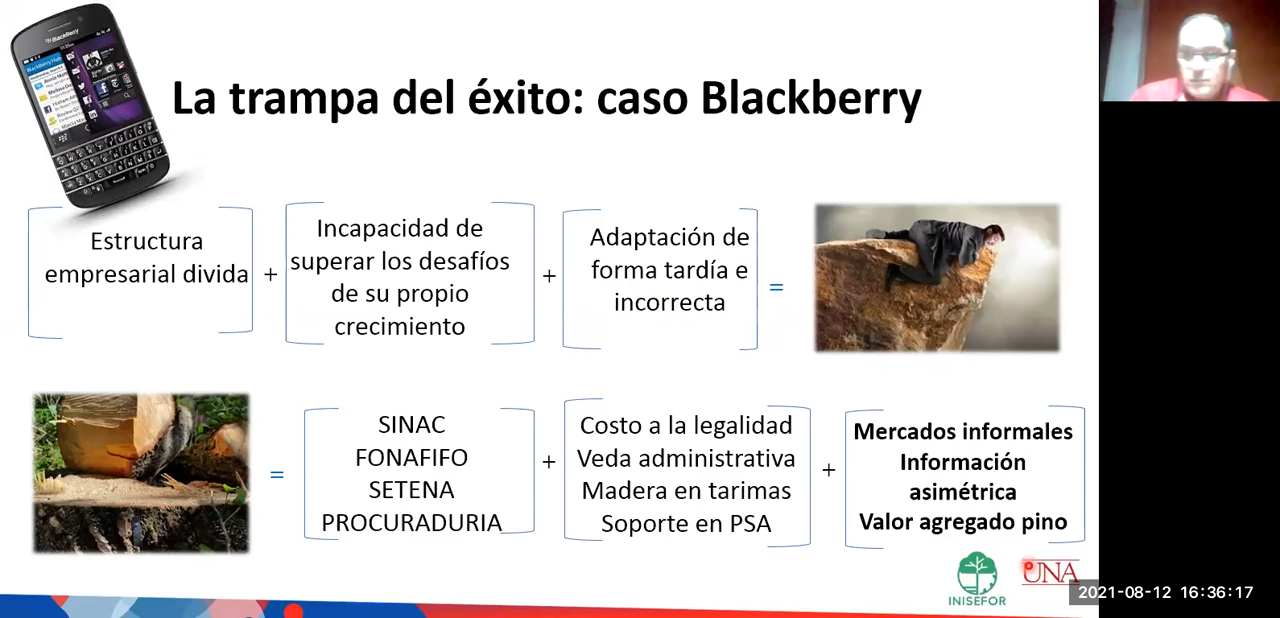 BlackBerry
La trampa del éxito: caso Blackberry
Estructura
empresarial divida
+
Incapacidad de
superar los desafíos
de su propio
crecimiento
+
Adaptación de
forma tardía e
incorrecta
=
=
SINAC
FONAFIFO
SETENA
PROCURADURIA
+
Costo a la legalidad
Veda administrativa
Madera en tarimas
Soporte en PSA
+
Mercados informales
Información
asimétrica
Valor agregado pino
INISEFOR
UNA
2021-08-12 16:36:17